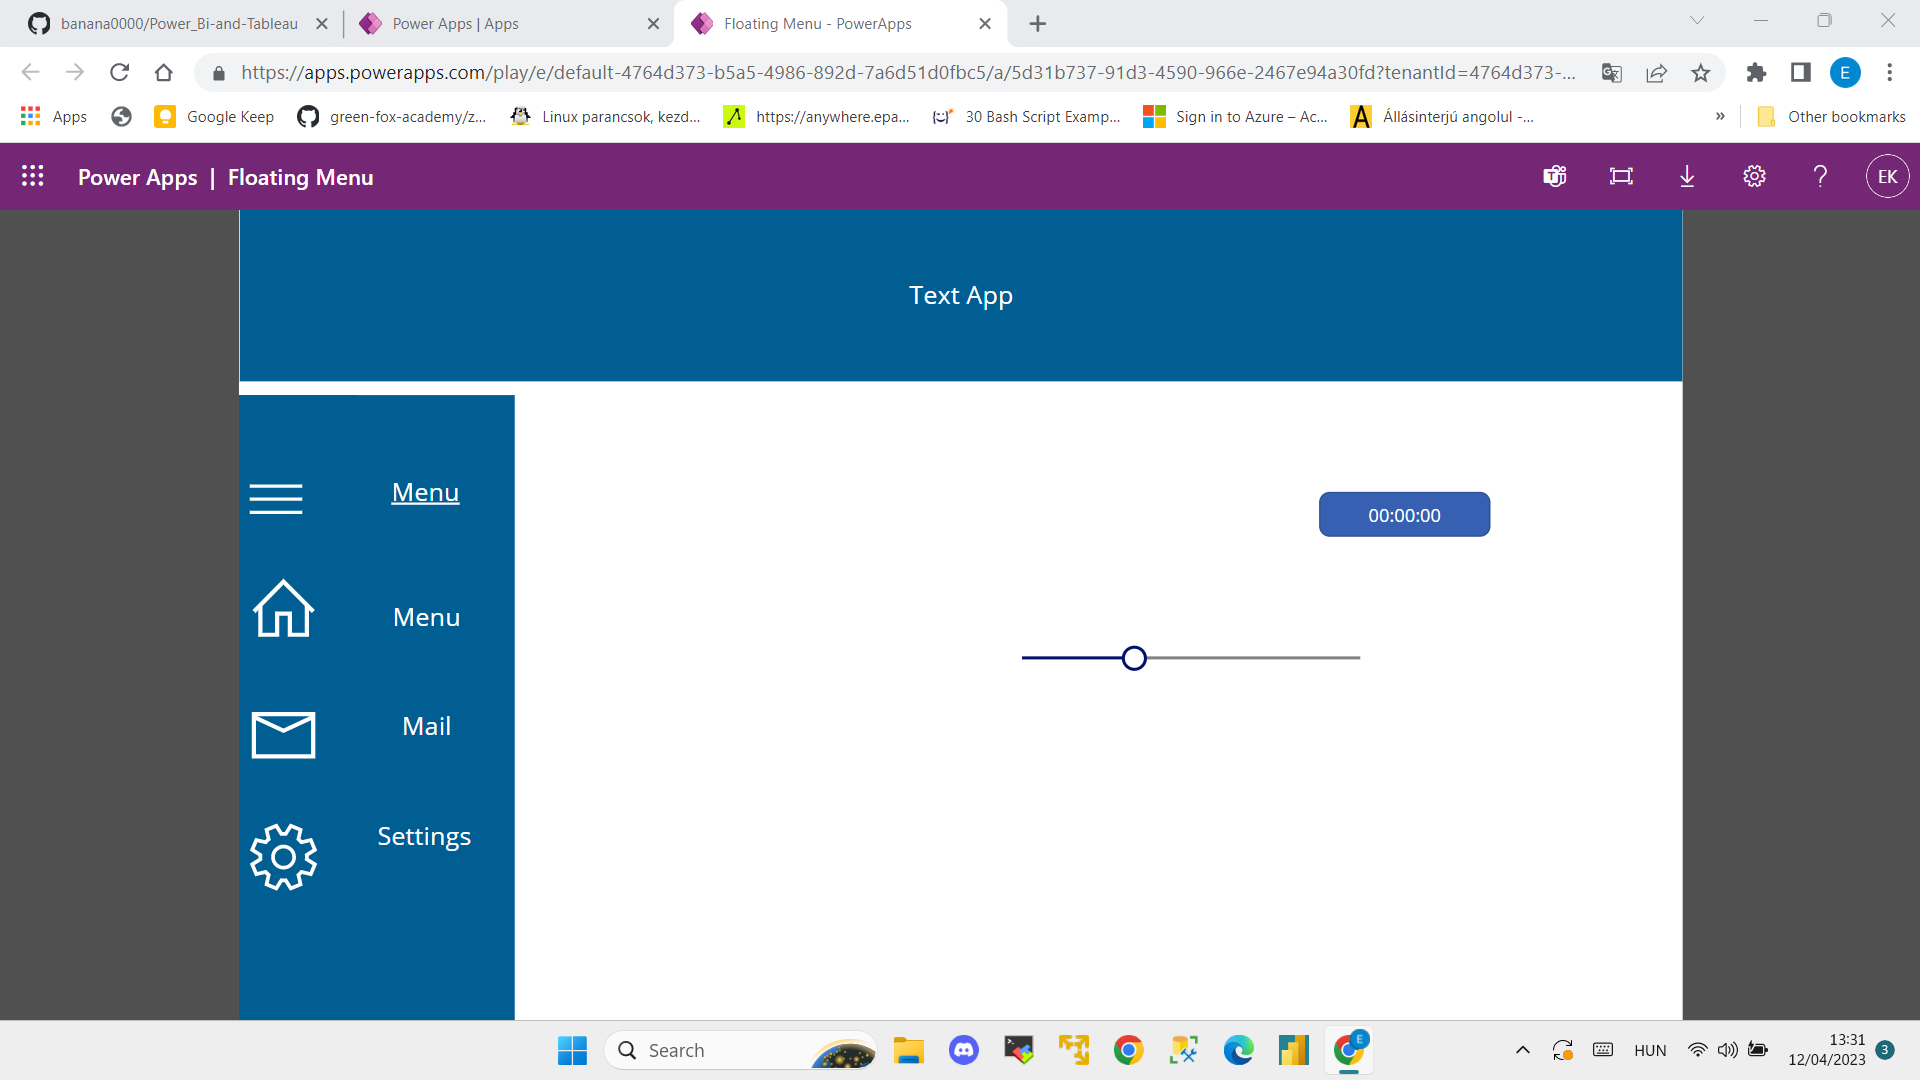 banana0000/Power_Bi-and-Tableau
Power Apps | Apps
Floating Menu - PowerApps
https://apps.powerapps.com/play/e/default-4764d373-b5a5-4986-892d-7a6d51d0fbc5/a/5d31b737-91d3-4590-966e-2467e94a30fd?tenantId=4764d373-...
E
Apps
Google Keep
green-fox-academy/z...
Linux parancsok, kezd...
https://anywhere.epa...
30 Bash Script Examp...
Sign in to Azure – Ac...
Állásinterjú angolul -...
»
Other bookmarks
Power Apps | Floating Menu
EK
Text App
Menu
00:00:00
Menu
Mail
Settings
Search
E
HUN
13:31
12/04/2023
3